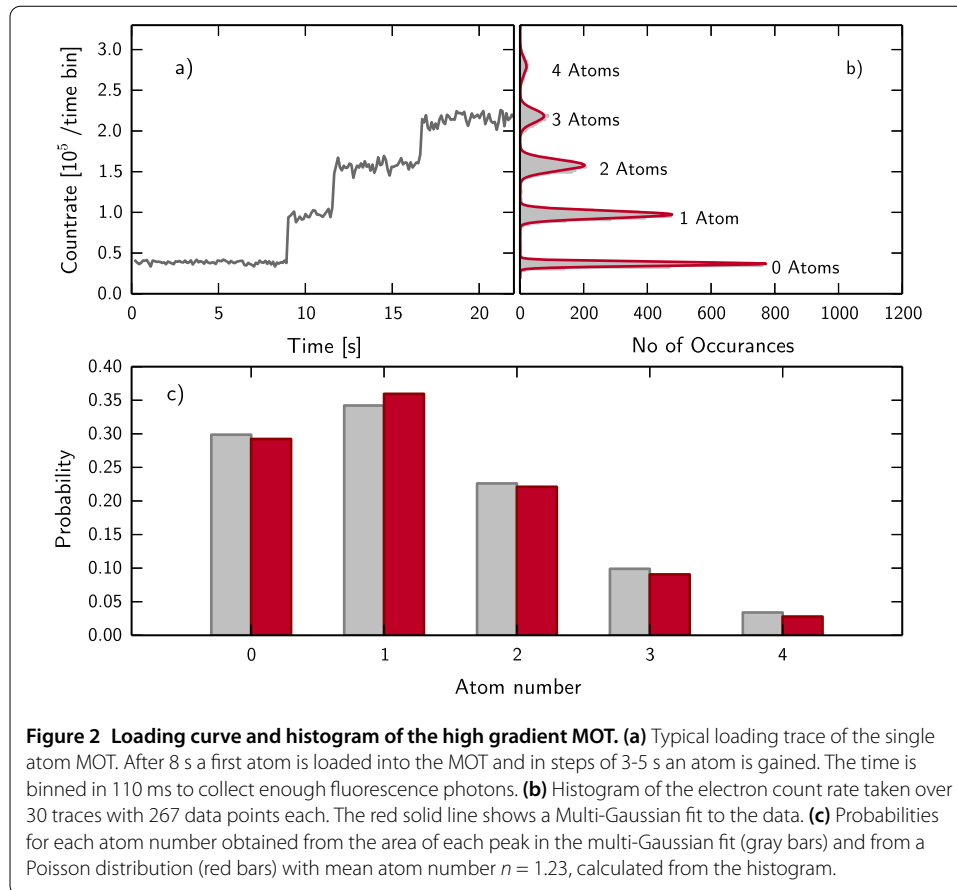 3.0
2.5
2.0
1.5
1.0
0.5
0.0
Countrate [10⁵ /time bin]
a)
0 5 10 15 20
Time [s]
b)
4 Atoms
3 Atoms
2 Atoms
1 Atom
0 Atoms
0 200 400 600 800 1000 1200
No of Occurances
0.40
0.35
0.30
0.25
0.20
0.15
0.10
0.05
0.00
Probability
c)
0 1 2 3 4
Atom number
Figure 2 Loading curve and histogram of the high gradient MOT. (a) Typical loading trace of the single
atom MOT. After 8 s a first atom is loaded into the MOT and in steps of 3-5 s an atom is gained. The time is
binned in 110 ms to collect enough fluorescence photons. (b) Histogram of the electron count rate taken over
30 traces with 267 data points each. The red solid line shows a Multi-Gaussian fit to the data. (c) Probabilities
for each atom number obtained from the area of each peak in the multi-Gaussian fit (gray bars) and from a
Poisson distribution (red bars) with mean atom number n = 1.23, calculated from the histogram.